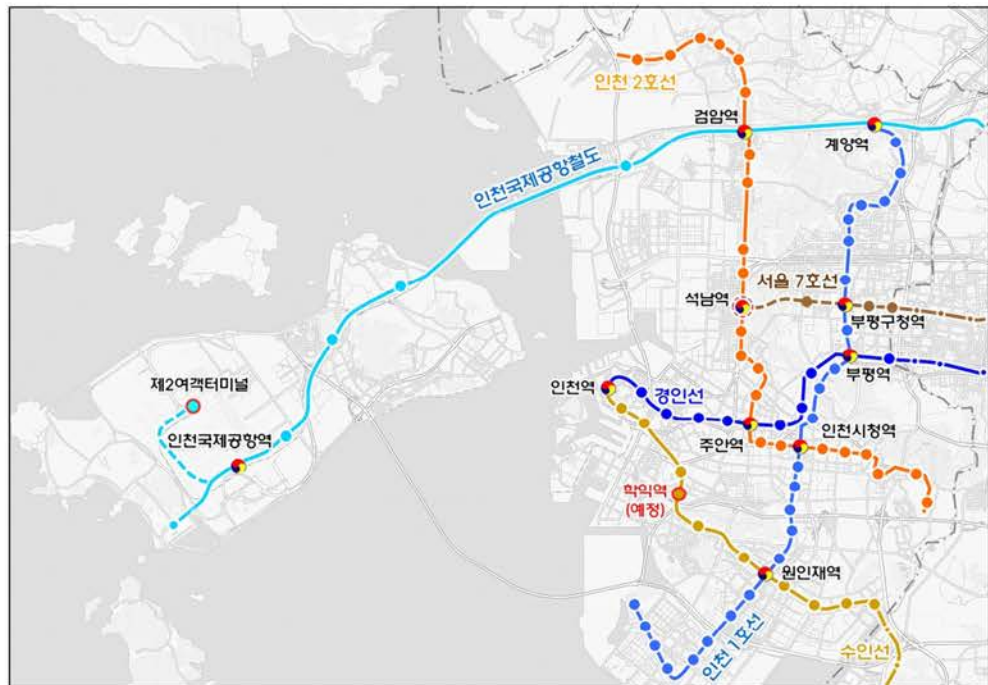 인천 2호선
검암역
계양역
인천국제공항철도
서울 7호선
석남역
부평구청역
부평역
제2여객터미널
인천역
경인선
인천국제공항역
주안역
인천시청역
학익역
(예정)
원인재역
인천 1호선
수인선